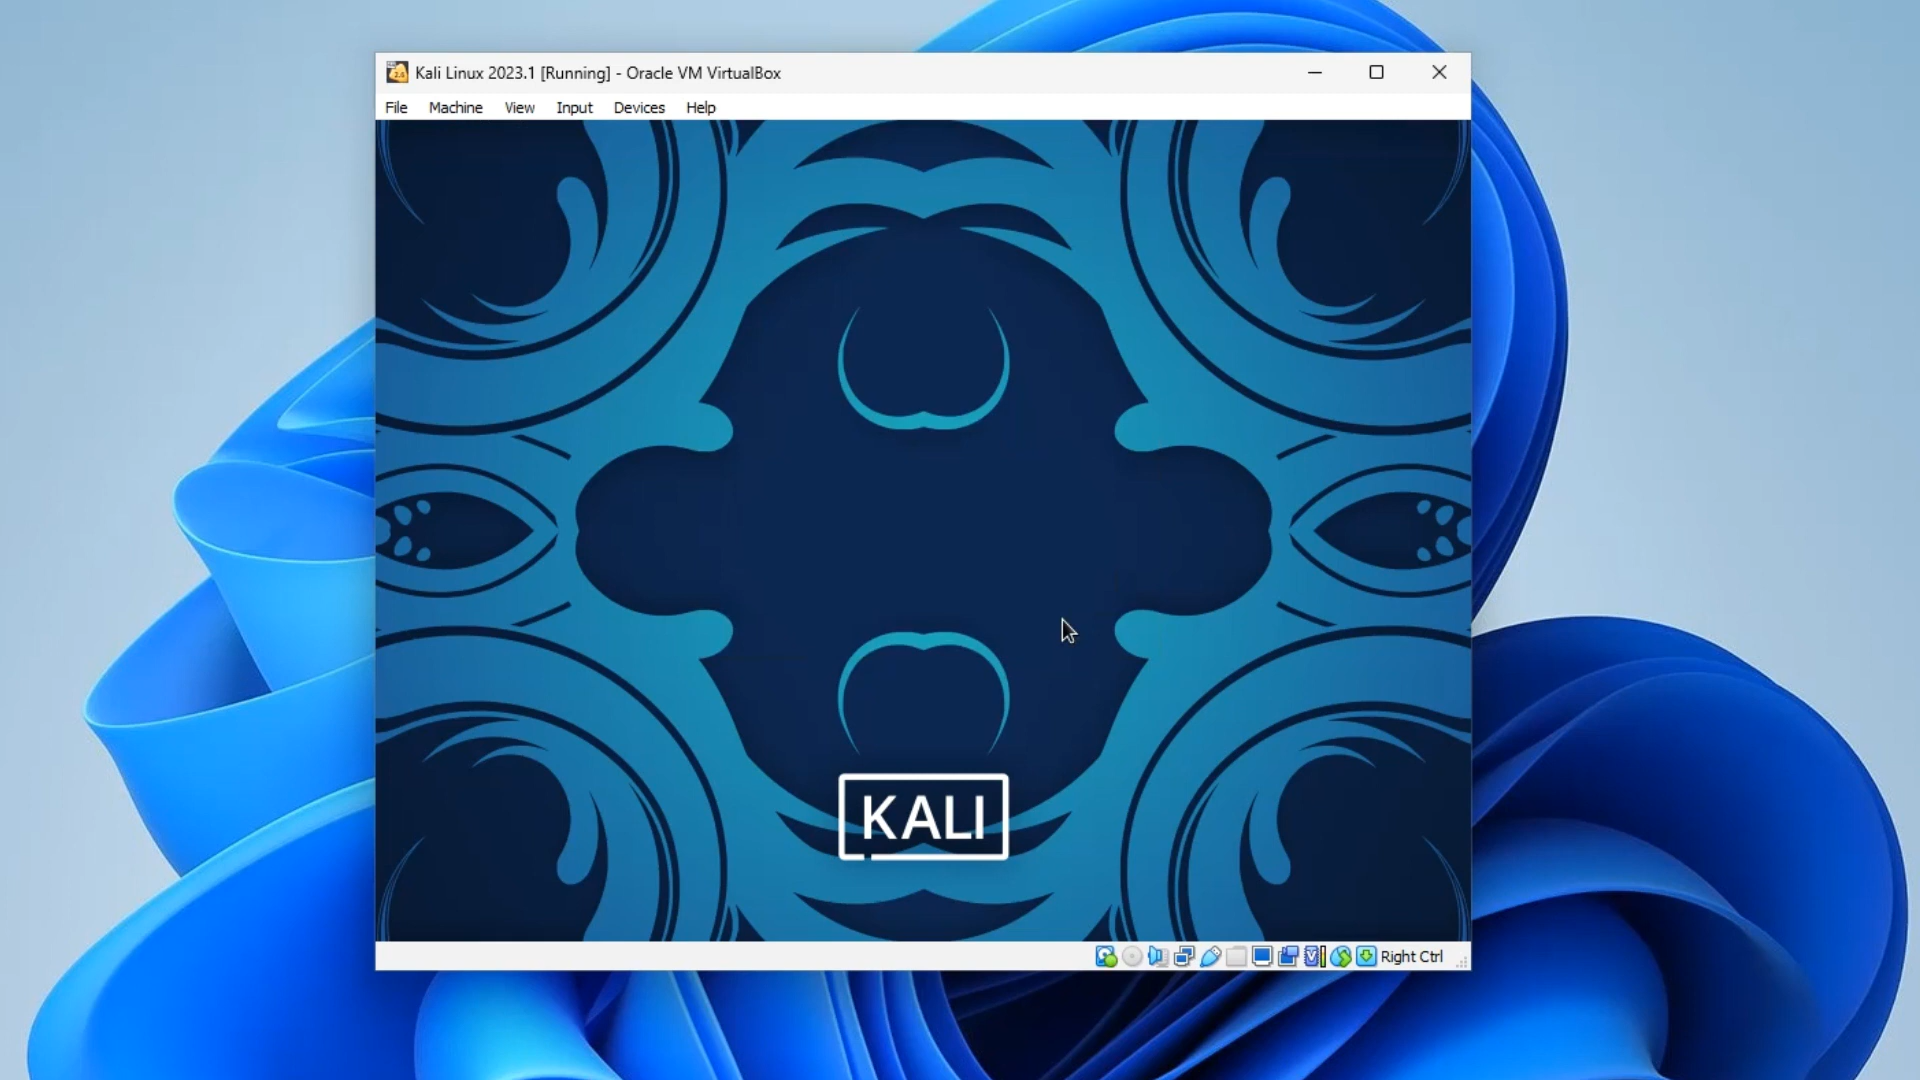 Kali Linux 2023.1 [Running] - Oracle VM VirtualBox
File Machine View Input Devices Help
KALI
Right Ctrl